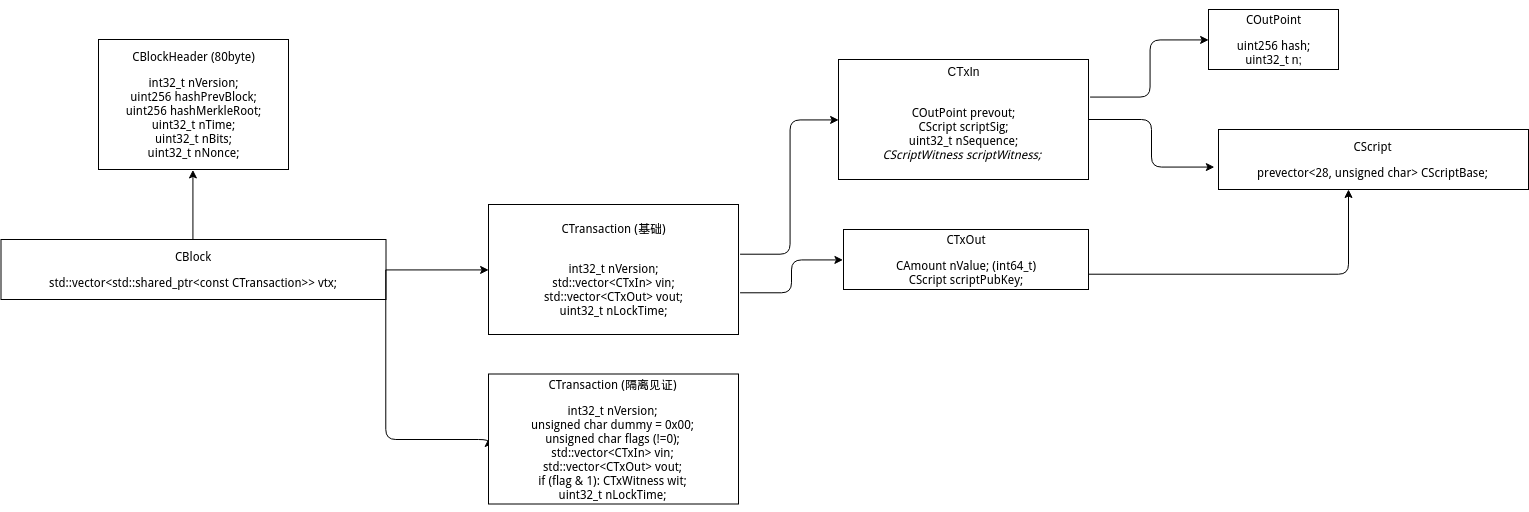 CBlockHeader (80byte)
int32_t nVersion;
uint256 hashPrevBlock;
uint256 hashMerkleRoot;
uint32_t nTime;
uint32_t nBits;
uint32_t nNonce;
CBlock
std::vector<std::shared_ptr<const CTransaction>> vtx;
CTransaction (基础)
int32_t nVersion;
std::vector<CTxIn> vin;
std::vector<CTxOut> vout;
uint32_t nLockTime;
CTransaction (隔离见证)
int32_t nVersion;
unsigned char dummy = 0x00;
unsigned char flags (!=0);
std::vector<CTxIn> vin;
std::vector<CTxOut> vout;
if (flag & 1): CTxWitness wit;
uint32_t nLockTime;
CTxIn
COutPoint prevout;
CScript scriptSig;
uint32_t nSequence;
CScriptWitness scriptWitness;
CTxOut
CAmount nValue; (int64_t)
CScript scriptPubKey;
COutPoint
uint256 hash;
uint32_t n;
CScript
prevector<28, unsigned char> CScriptBase;